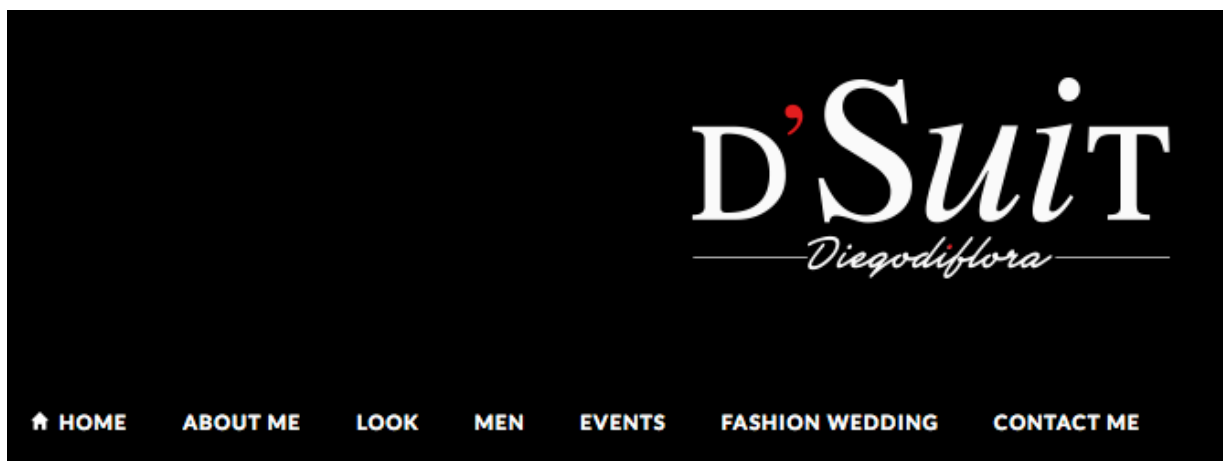 D'SuiT
Diegodiflora
HOME ABOUT ME LOOK MEN EVENTS FASHION WEDDING CONTACT ME